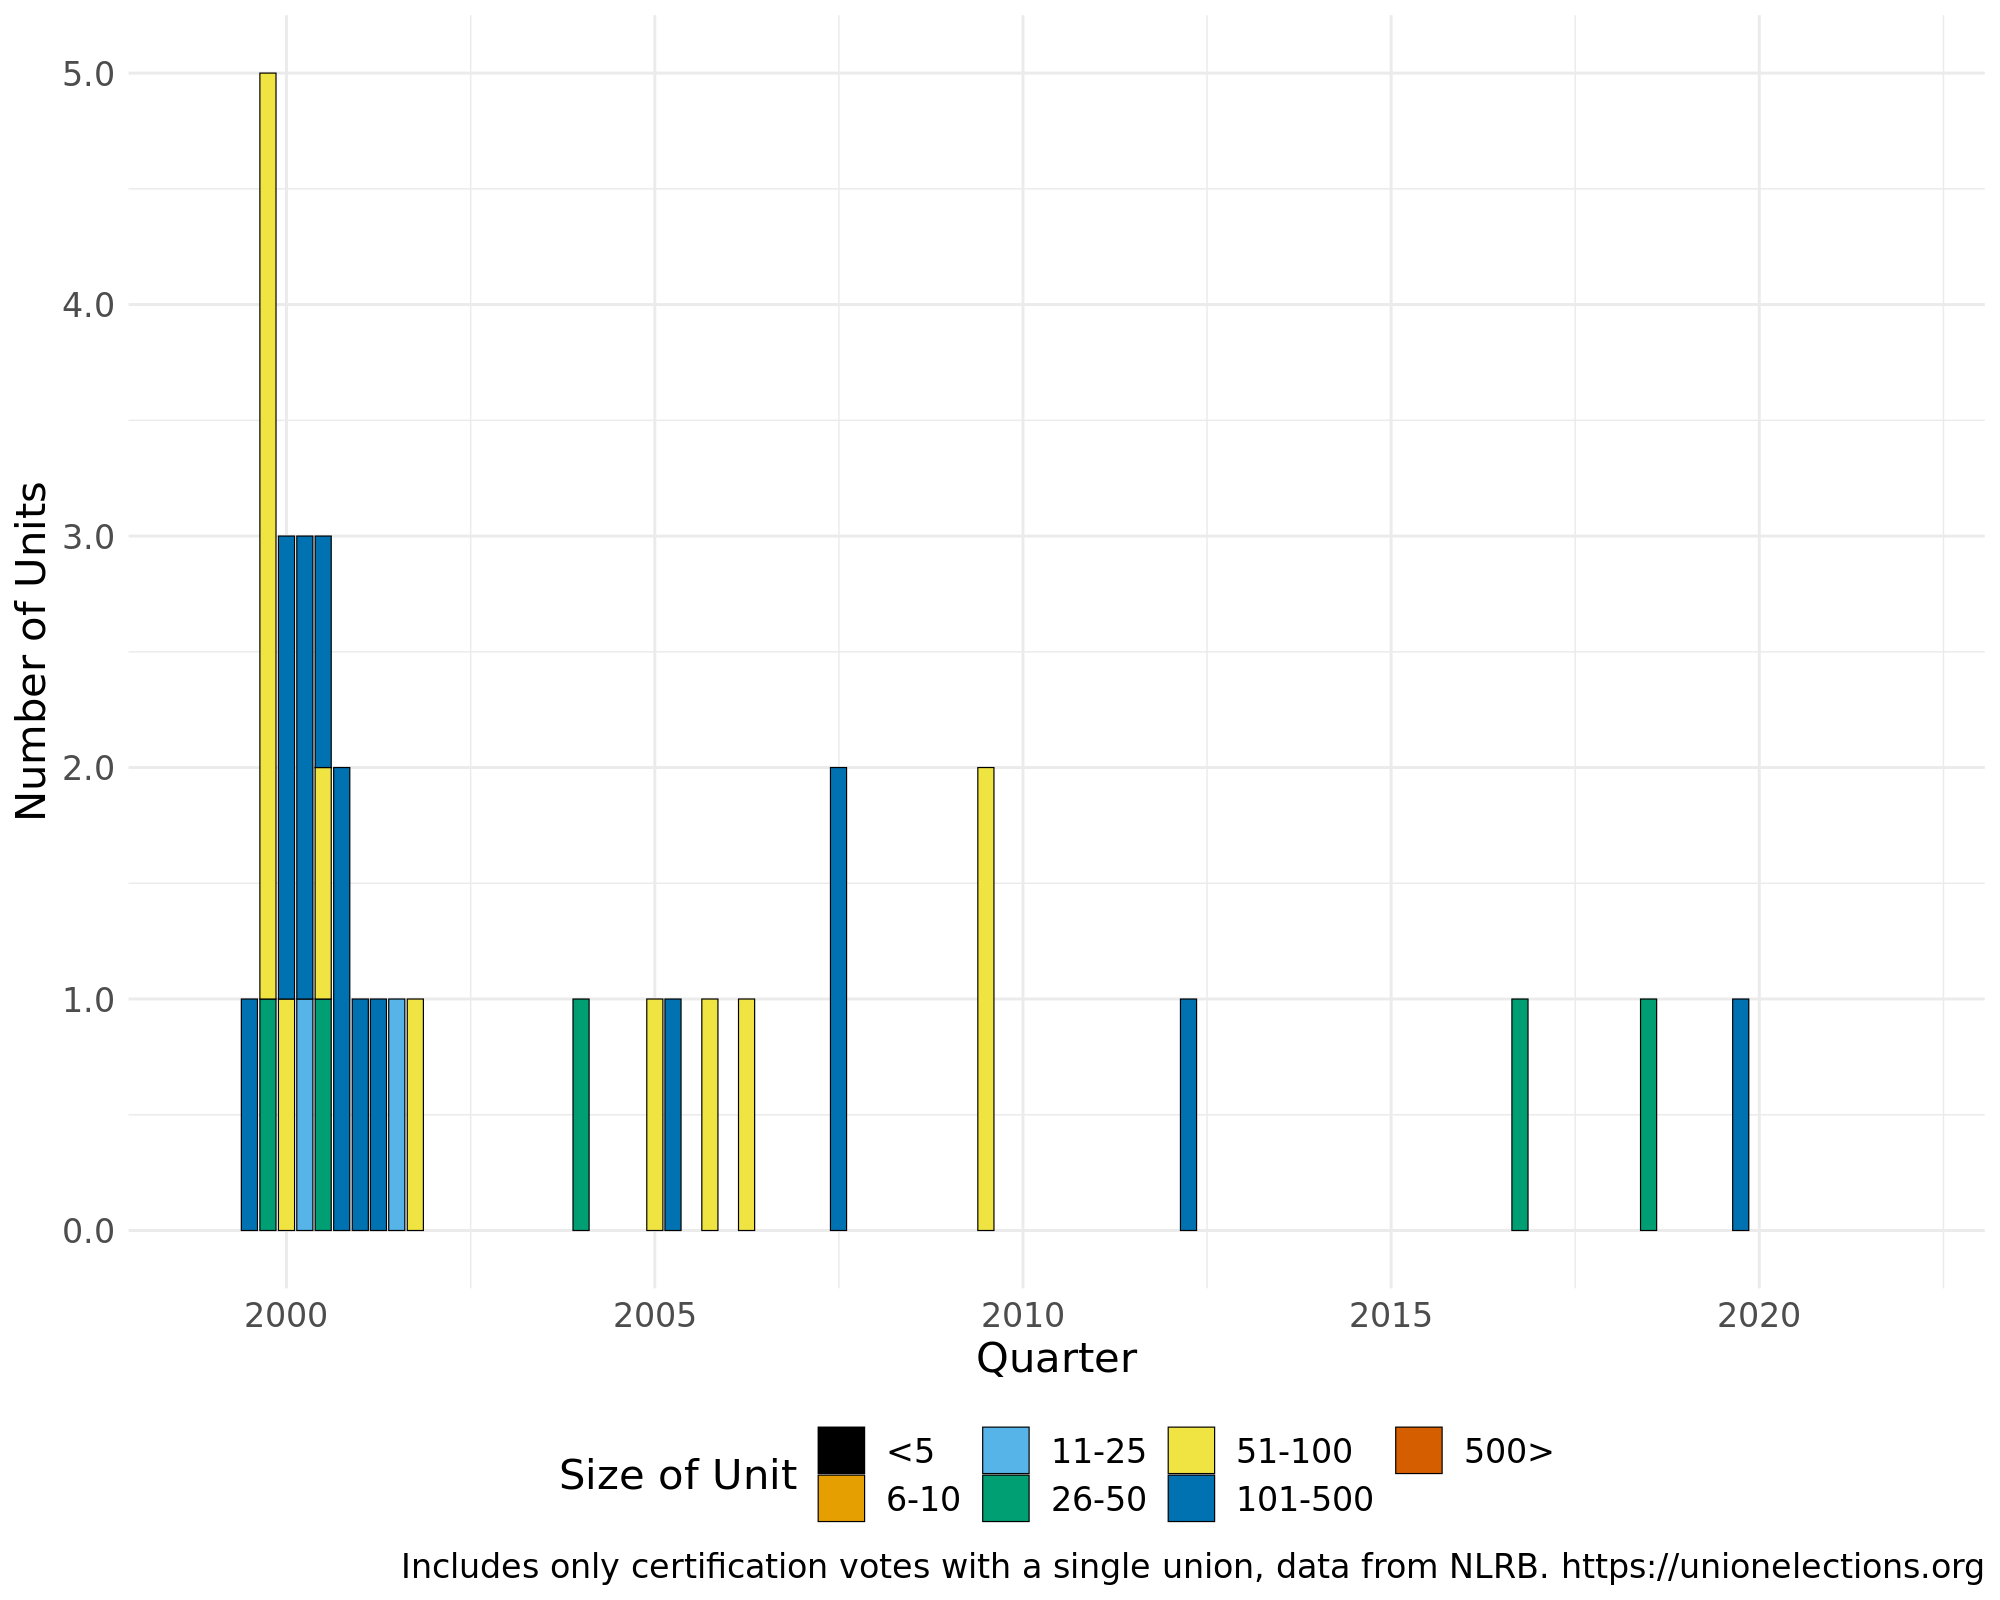 5.0
4.0
3.0
2.0
1.0
0.0
Number of Units
2000 2005 2010 2015 2020
Quarter
Size of Unit
<5 11-25 51-100 500>
6-10 26-50 101-500
Includes only certification votes with a single union, data from NLRB. https://unionelections.org